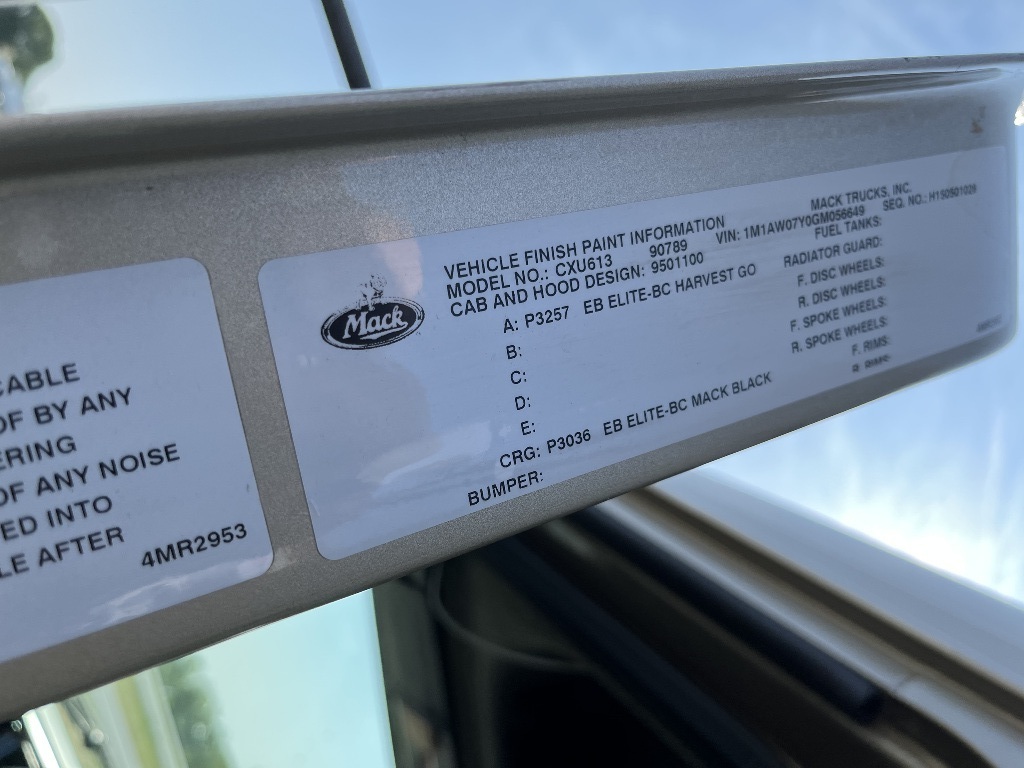 CABLE
OF BY ANY
ERING
OF ANY NOISE
ED INTO
LE AFTER
4MR2953
Mack
VEHICLE FINISH PAINT INFORMATION
MACK TRUCKS, INC.
MODEL NO.: CXU613 90789 VIN: 1M1AW07Y0GM056649 SEQ. NO.: H1S0501029
CAB AND HOOD DESIGN: 9501100
A: P3257 EB ELITE-BC HARVEST GO
B:
C:
D:
E:
CRG: P3036 EB ELITE-BC MACK BLACK
BUMPER:
FUEL TANKS:
RADIATOR GUARD:
F. DISC WHEELS:
R. DISC WHEELS:
F. SPOKE WHEELS:
R. SPOKE WHEELS:
F. RIMS: